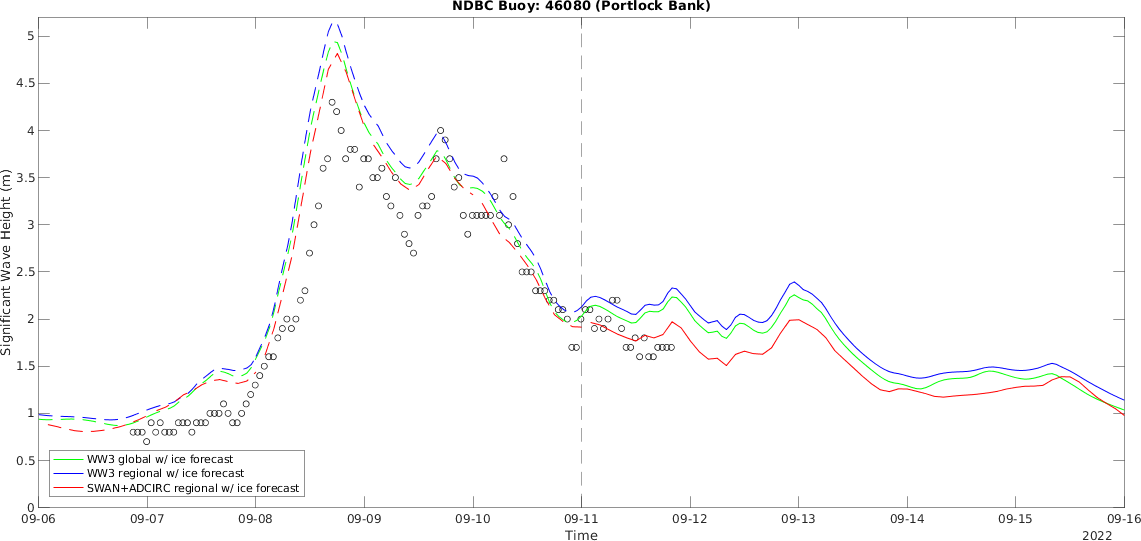 NDBC Buoy: 46080 (Portlock Bank)
Significant Wave Height (m)
5
4.5
4
3.5
3
2.5
2
1.5
1
0.5
0
WW3 global w/ ice forecast
WW3 regional w/ ice forecast
SWAN+ADCIRC regional w/ ice forecast
09-06 09-07 09-08 09-09 09-10 09-11 09-12 09-13 09-14 09-15 09-16
Time
2022